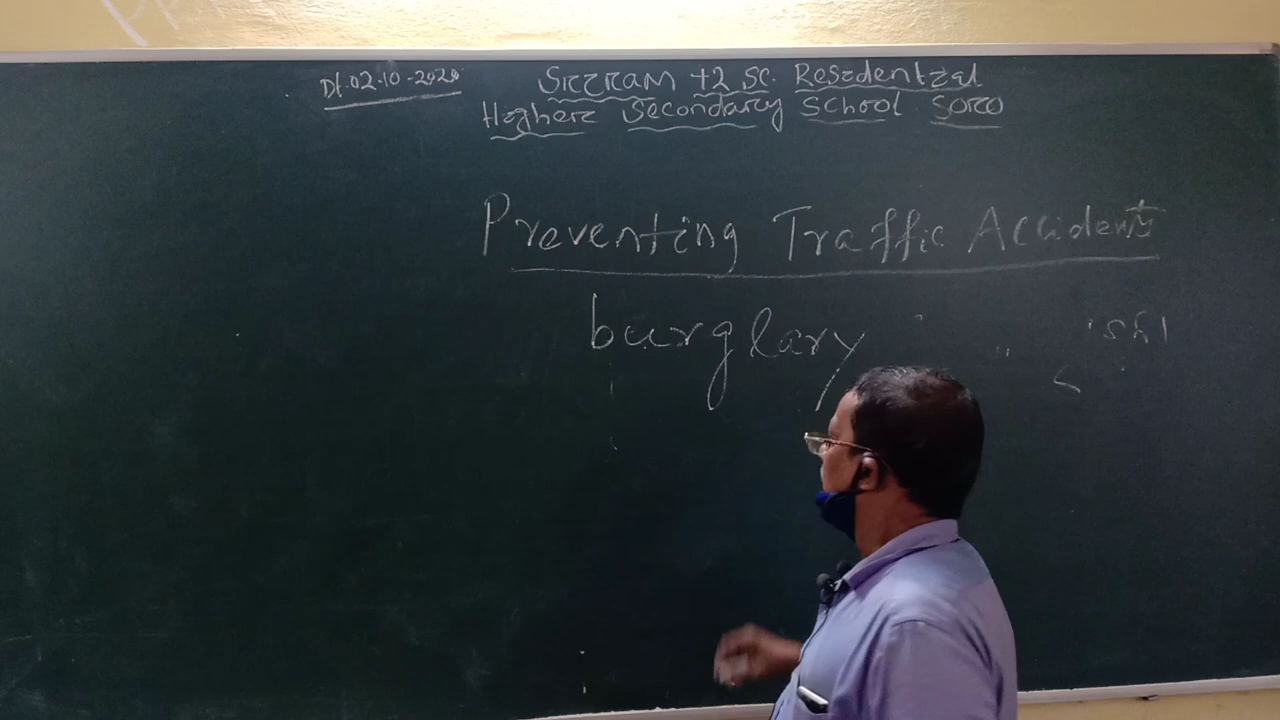 Dt.02-10-2020
SRIRAM +2 SC. Residential
Higher Secondary School SORO
Preventing Traffic Accidents
burglary